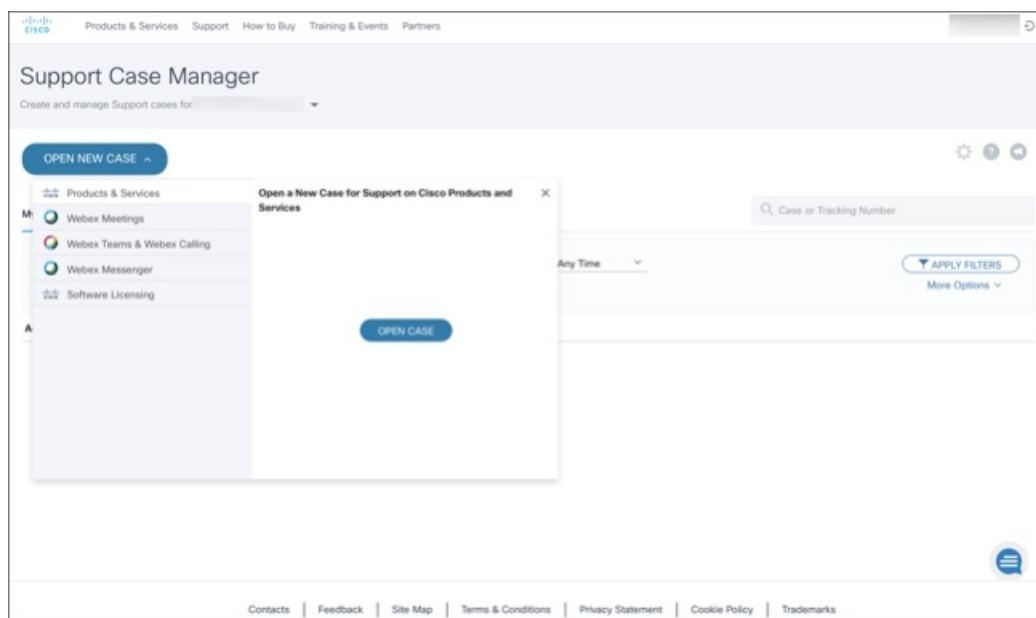 CISCO
Products & Services Support How to Buy Training & Events Partners
Support Case Manager
Create and manage Support cases for
OPEN NEW CASE
Products & Services
Open a New Case for Support on Cisco Products and
Services
Webex Meetings
Case or Tracking Number
Webex Teams & Webex Calling
Any Time
APPLY FILTERS
Webex Messenger
More Options
Software Licensing
OPEN CASE
Contacts | Feedback | Site Map | Terms & Conditions | Privacy Statement | Cookie Policy | Trademarks